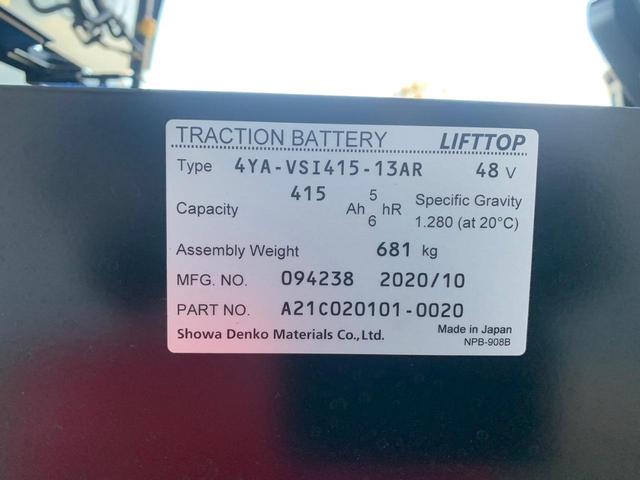 TRACTION BATTERY LIFTTOP
Type 4YA-VSI415-13AR 48 V
Capacity 415 Ah 5 hR Specific Gravity
6 1.280 (at 20°C)
Assembly Weight 681 kg
MFG. NO. 094238 2020/10
PART NO. A21C020101-0020
Showa Denko Materials Co.,Ltd. Made in Japan
NPB-908B